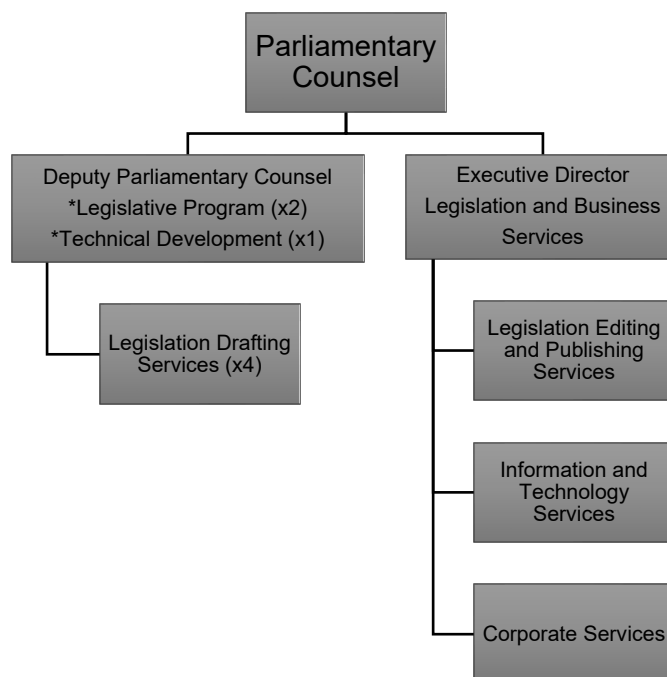 Parliamentary
Counsel
Deputy Parliamentary Counsel
*Legislative Program (x2)
*Technical Development (x1)
Executive Director
Legislation and Business
Services
Legislation Drafting
Services (x4)
Legislation Editing
and Publishing
Services
Information and
Technology
Services
Corporate Services